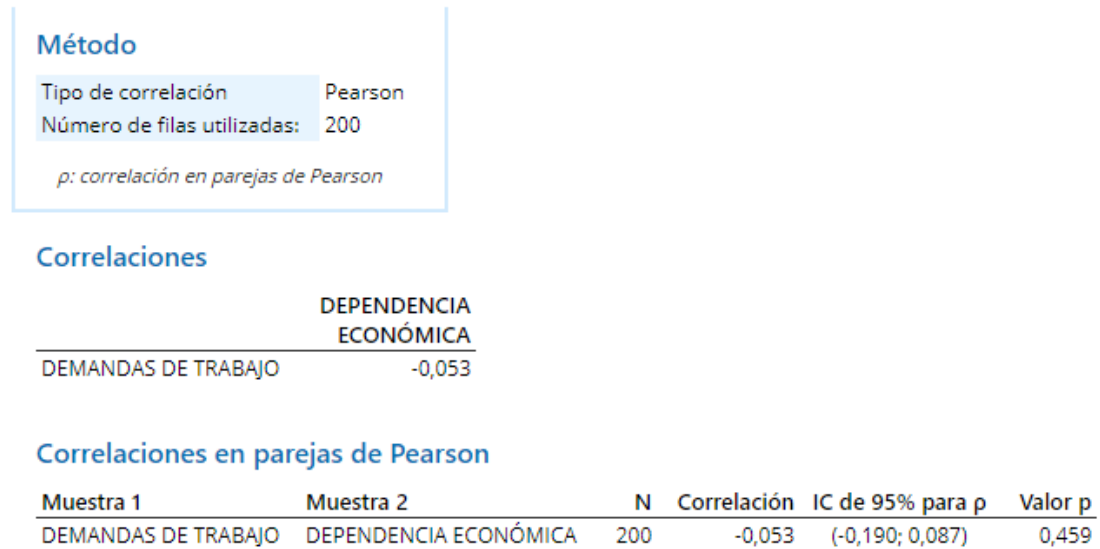 Método
Tipo de correlación Pearson
Número de filas utilizadas: 200
ρ: correlación en parejas de Pearson
Correlaciones
DEPENDENCIA
ECONÓMICA
DEMANDAS DE TRABAJO -0,053
Correlaciones en parejas de Pearson
Muestra 1 Muestra 2 N Correlación IC de 95% para ρ Valor p
DEMANDAS DE TRABAJO DEPENDENCIA ECONÓMICA 200 -0,053 (-0,190; 0,087) 0,459